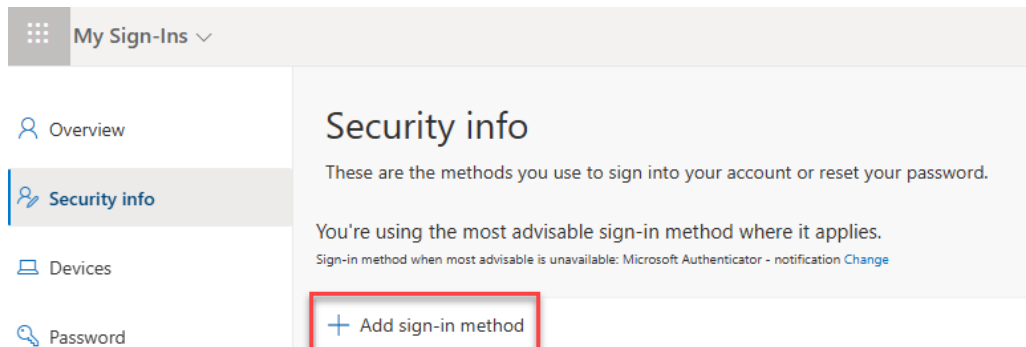 My Sign-Ins
Overview
Security info
Devices
Password
Security info
These are the methods you use to sign into your account or reset your password.
You're using the most advisable sign-in method where it applies.
Sign-in method when most advisable is unavailable: Microsoft Authenticator - notification Change
+ Add sign-in method